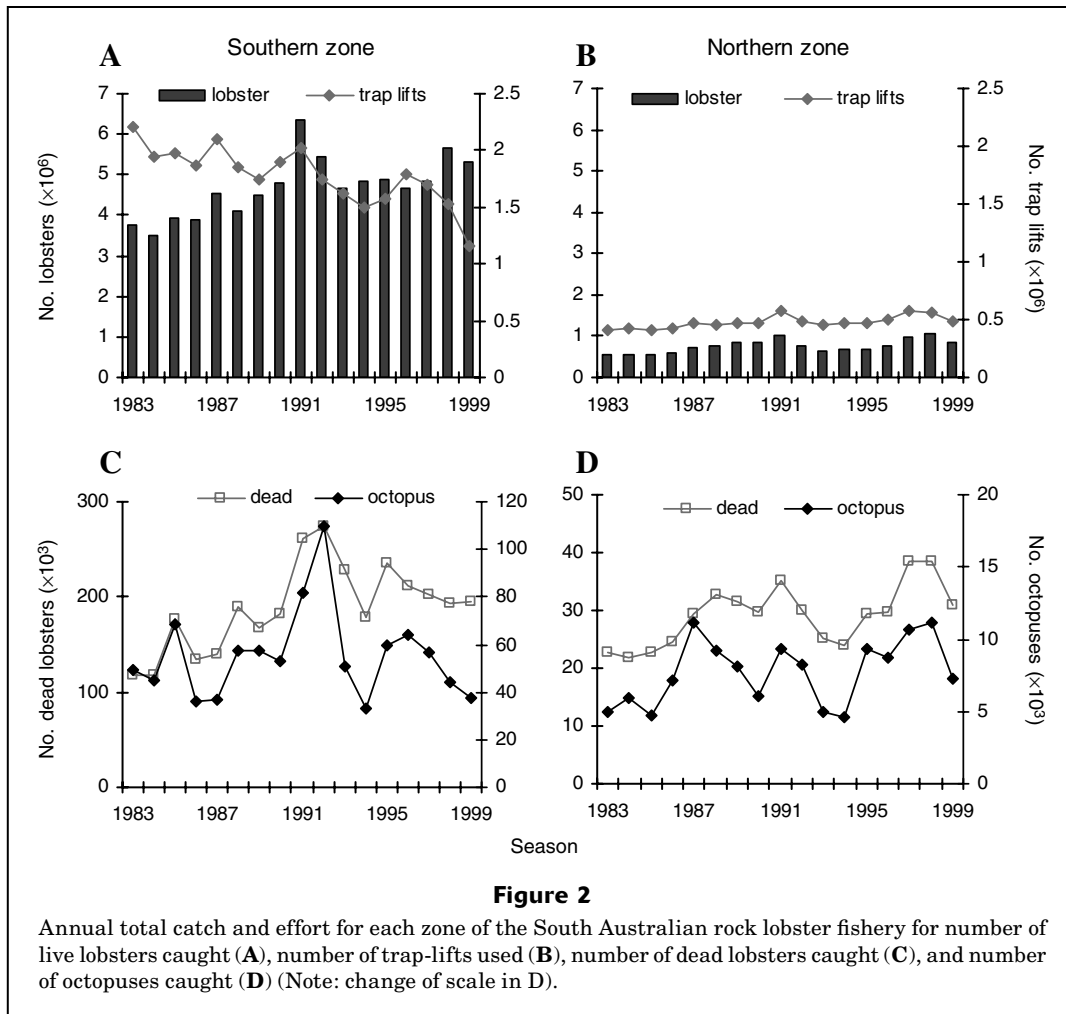 A Southern zone
B Northern zone
lobster trap lifts
lobster trap lifts
No. lobsters (×10⁶)
7
6
5
4
3
2
1
0
2.5
2
1.5
1
0.5
0
1983 1987 1991 1995 1999
7
6
5
4
3
2
1
0
2.5
2
1.5
1
0.5
0
No. trap lifts (×10⁶)
1983 1987 1991 1995 1999
C
dead octopus
No. dead lobsters (×10³)
300
200
100
0
120
100
80
60
40
20
0
1983 1987 1991 1995 1999
D
dead octopus
50
40
30
20
10
0
20
15
10
5
0
No. octopuses (×10³)
1983 1987 1991 1995 1999
Season
Figure 2
Annual total catch and effort for each zone of the South Australian rock lobster fishery for number of
live lobsters caught (A), number of trap-lifts used (B), number of dead lobsters caught (C), and number
of octopuses caught (D) (Note: change of scale in D).